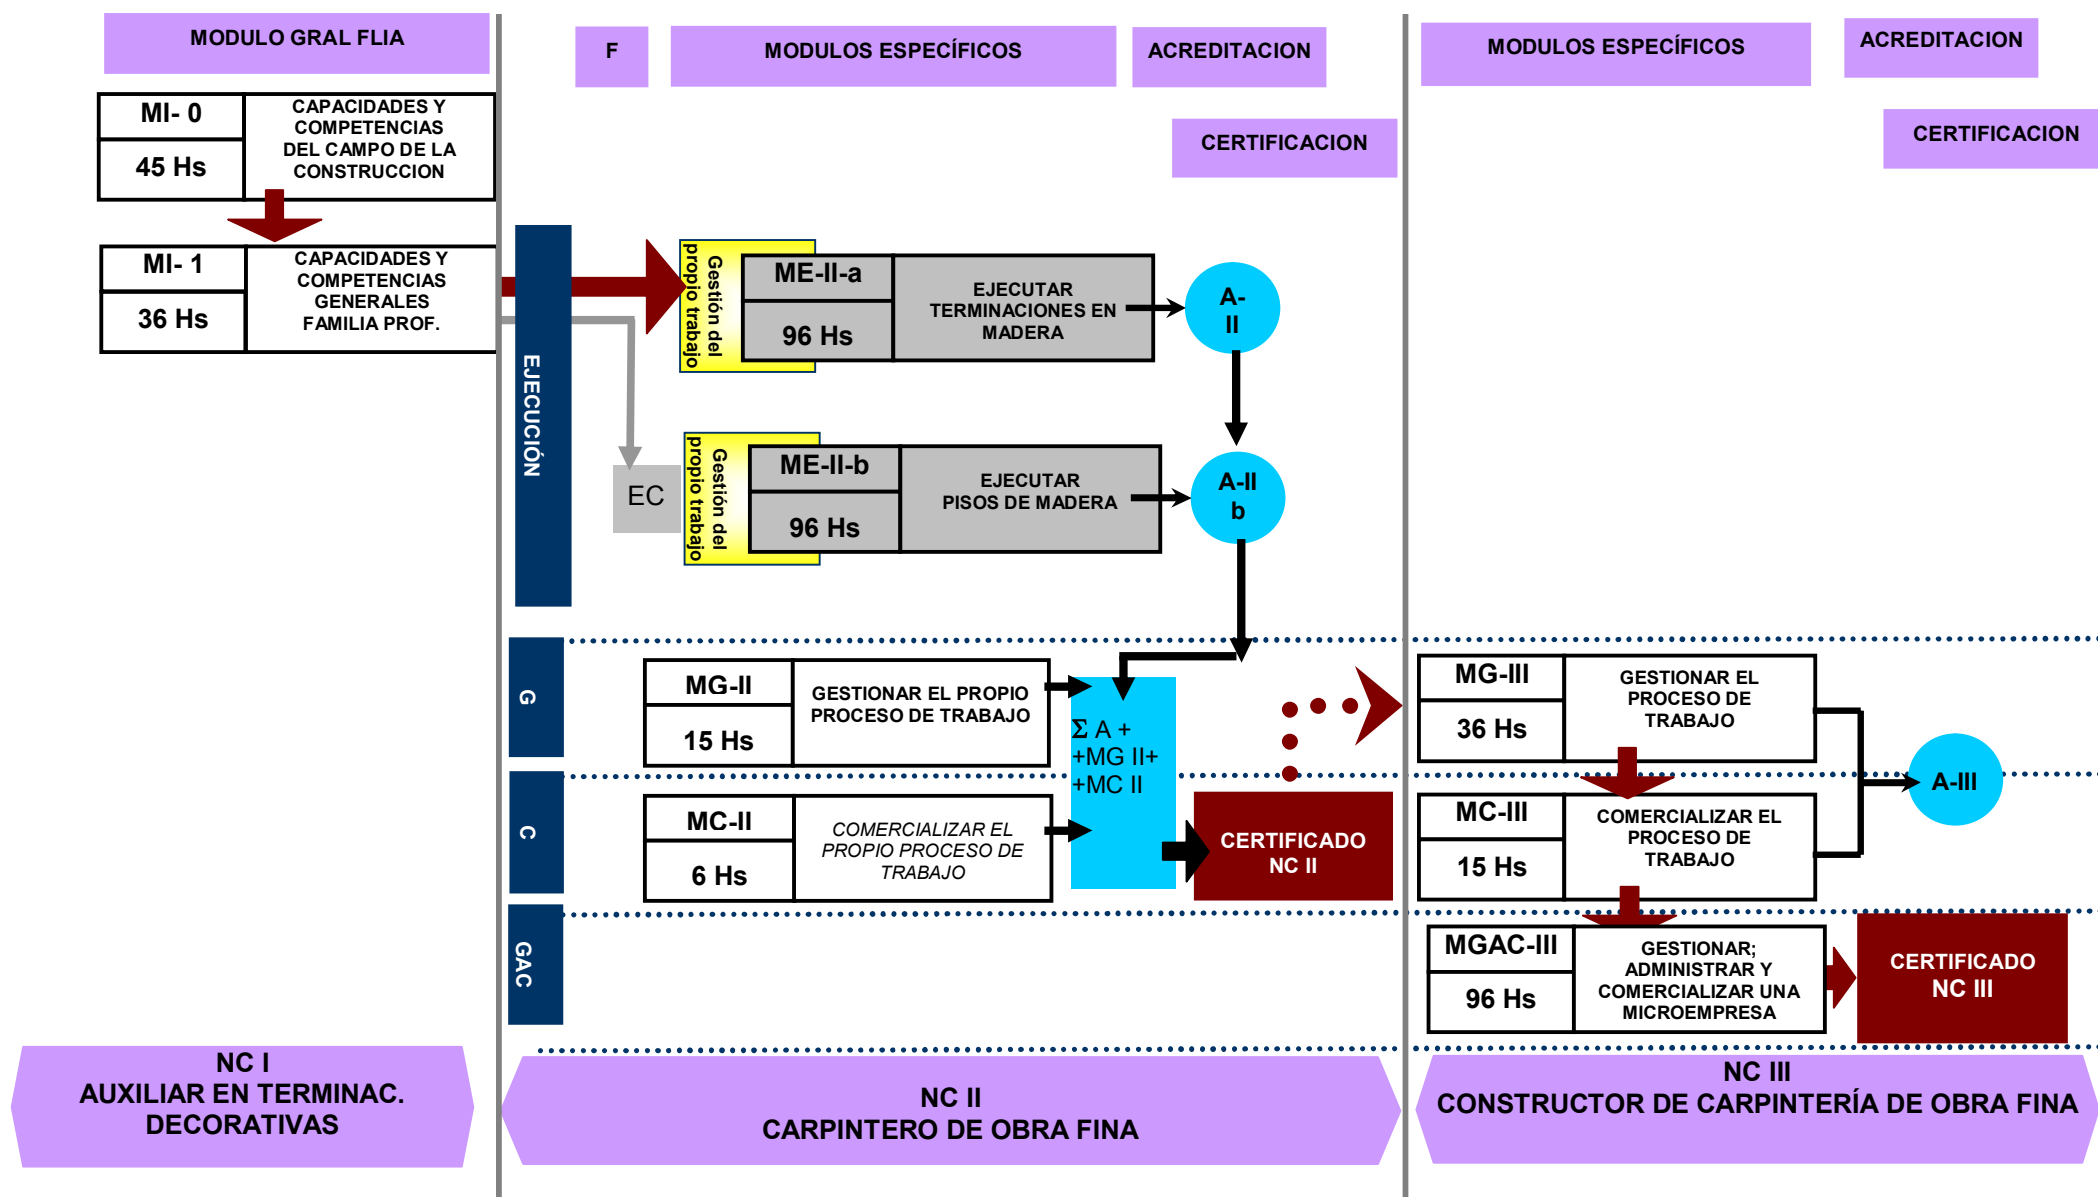 MODULO GRAL FLIA
F
MODULOS ESPECÍFICOS
ACREDITACION
CERTIFICACION
MODULOS ESPECÍFICOS
ACREDITACION
CERTIFICACION
MI- 0
45 Hs
CAPACIDADES Y
COMPETENCIAS
DEL CAMPO DE LA
CONSTRUCCION
MI- 1
36 Hs
CAPACIDADES Y
COMPETENCIAS
GENERALES
FAMILIA PROF.
EJECUCIÓN
Gestión del
propio trabajo
ME-II-a
96 Hs
EJECUTAR
TERMINACIONES EN
MADERA
A-
II
EC
Gestión del
propio trabajo
ME-II-b
96 Hs
EJECUTAR
PISOS DE MADERA
A-II
b
G
MG-II
15 Hs
GESTIONAR EL PROPIO
PROCESO DE TRABAJO
Σ A +
+MG II+
+MC II
C
MC-II
6 Hs
COMERCIALIZAR EL
PROPIO PROCESO DE
TRABAJO
CERTIFICADO
NC II
GAC
MG-III
36 Hs
GESTIONAR EL
PROCESO DE
TRABAJO
MC-III
15 Hs
COMERCIALIZAR EL
PROCESO DE
TRABAJO
A-III
MGAC-III
96 Hs
GESTIONAR;
ADMINISTRAR Y
COMERCIALIZAR UNA
MICROEMPRESA
CERTIFICADO
NC III
NC I
AUXILIAR EN TERMINAC.
DECORATIVAS
NC II
CARPINTERO DE OBRA FINA
NC III
CONSTRUCTOR DE CARPINTERÍA DE OBRA FINA